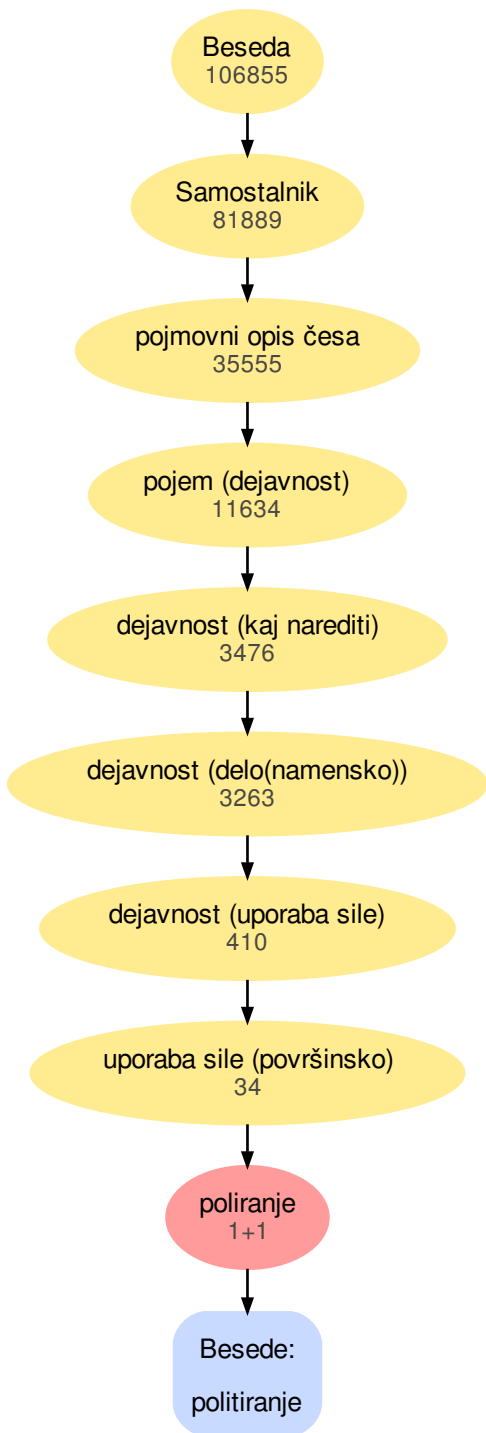 Beseda
106855
Samostalnik
81889
pojmovni opis česa
35555
pojem (dejavnost)
11634
dejavnost (kaj narediti)
3476
dejavnost (delo(namensko))
3263
dejavnost (uporaba sile)
410
uporaba sile (površinsko)
34
poliranje
1+1
Besede:
politiranje